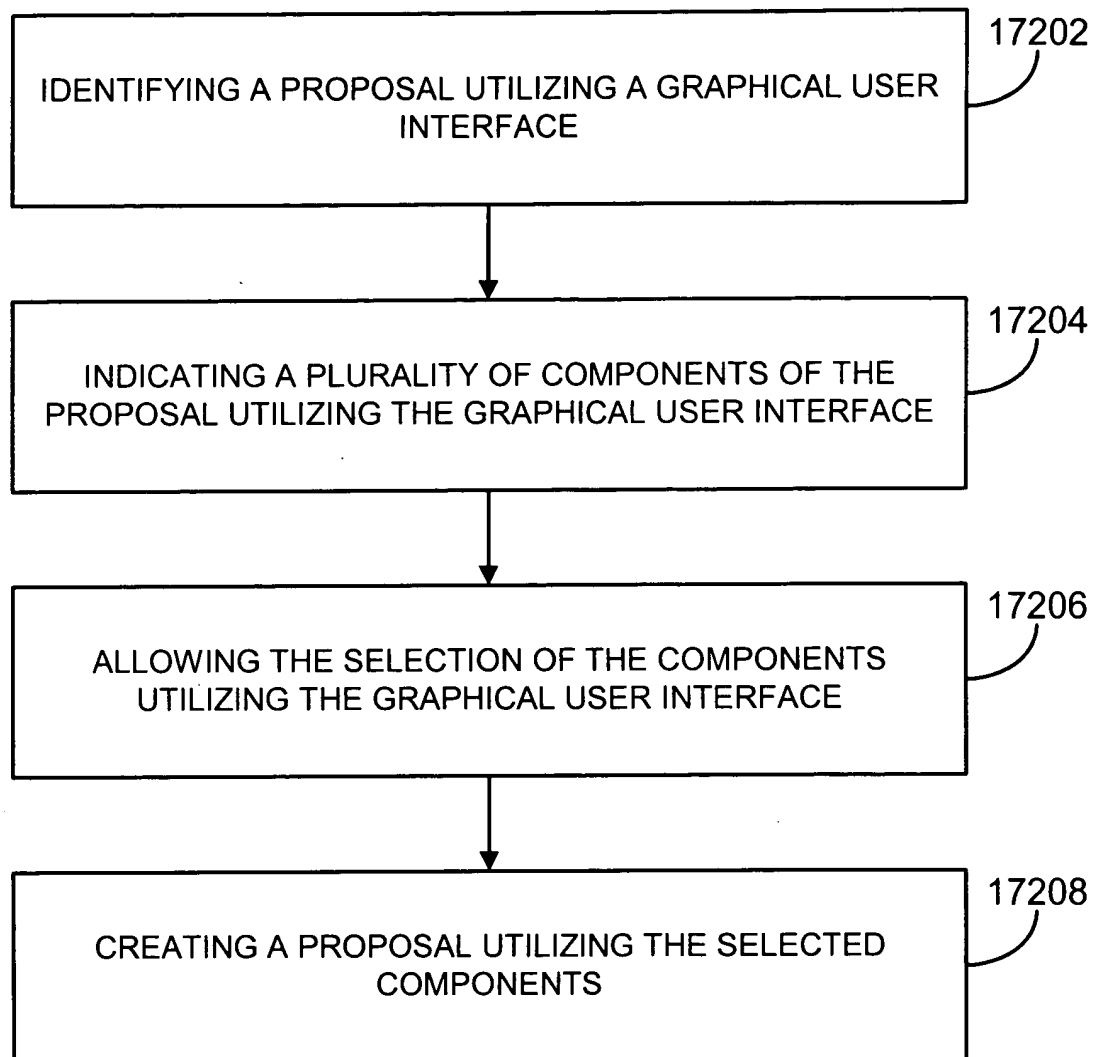 17202
IDENTIFYING A PROPOSAL UTILIZING A GRAPHICAL USER
INTERFACE
17204
INDICATING A PLURALITY OF COMPONENTS OF THE
PROPOSAL UTILIZING THE GRAPHICAL USER INTERFACE
17206
ALLOWING THE SELECTION OF THE COMPONENTS
UTILIZING THE GRAPHICAL USER INTERFACE
17208
CREATING A PROPOSAL UTILIZING THE SELECTED
COMPONENTS